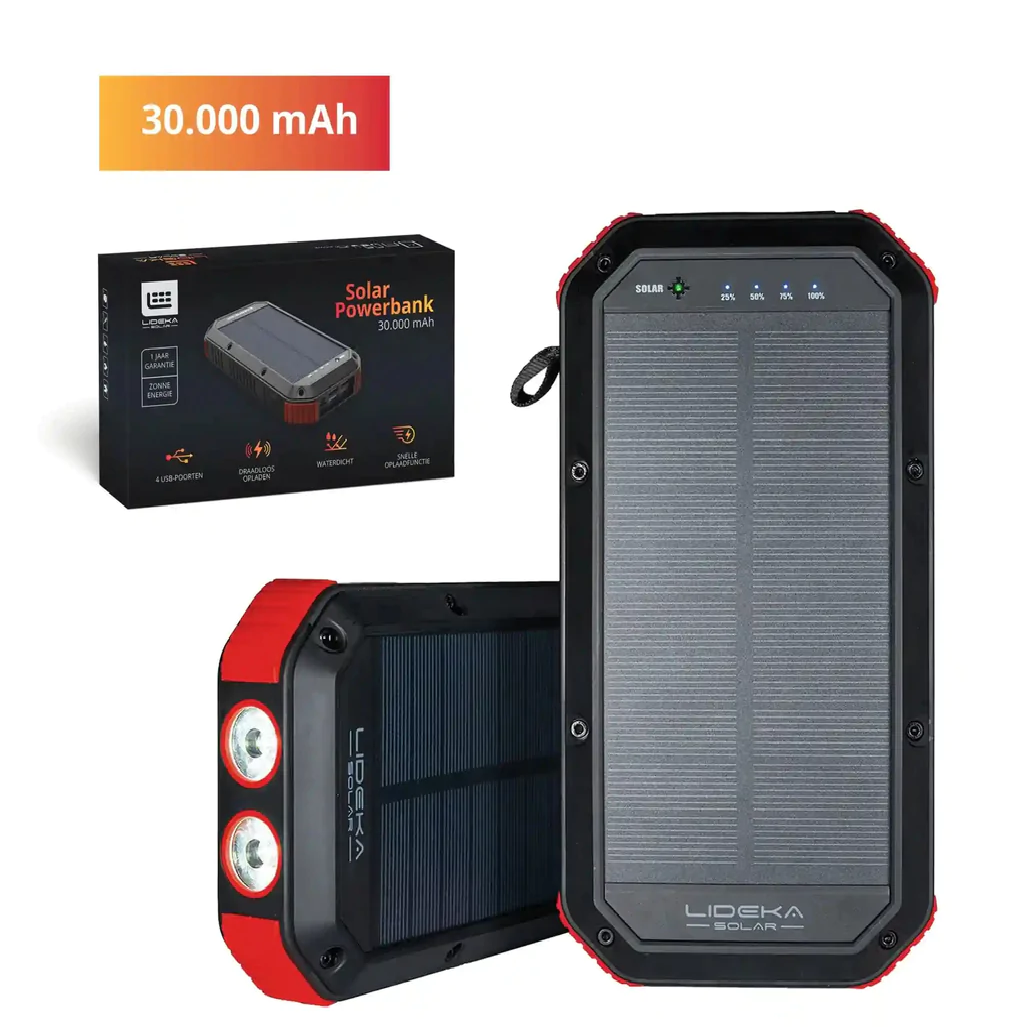 30.000 mAh
LIDEKA
SOLAR
Solar
Powerbank
30.000 mAh
1 JAAR
GARANTIE
ZONNE
ENERGIE
4 USB-POORTEN
DRAADLOOS
OPLADEN
WATERDICHT
SNELLE
OPLAADFUNCTIE
SOLAR
25% 50% 75% 100%
LIDEKA
SOLAR
LIDEKA
SOLAR